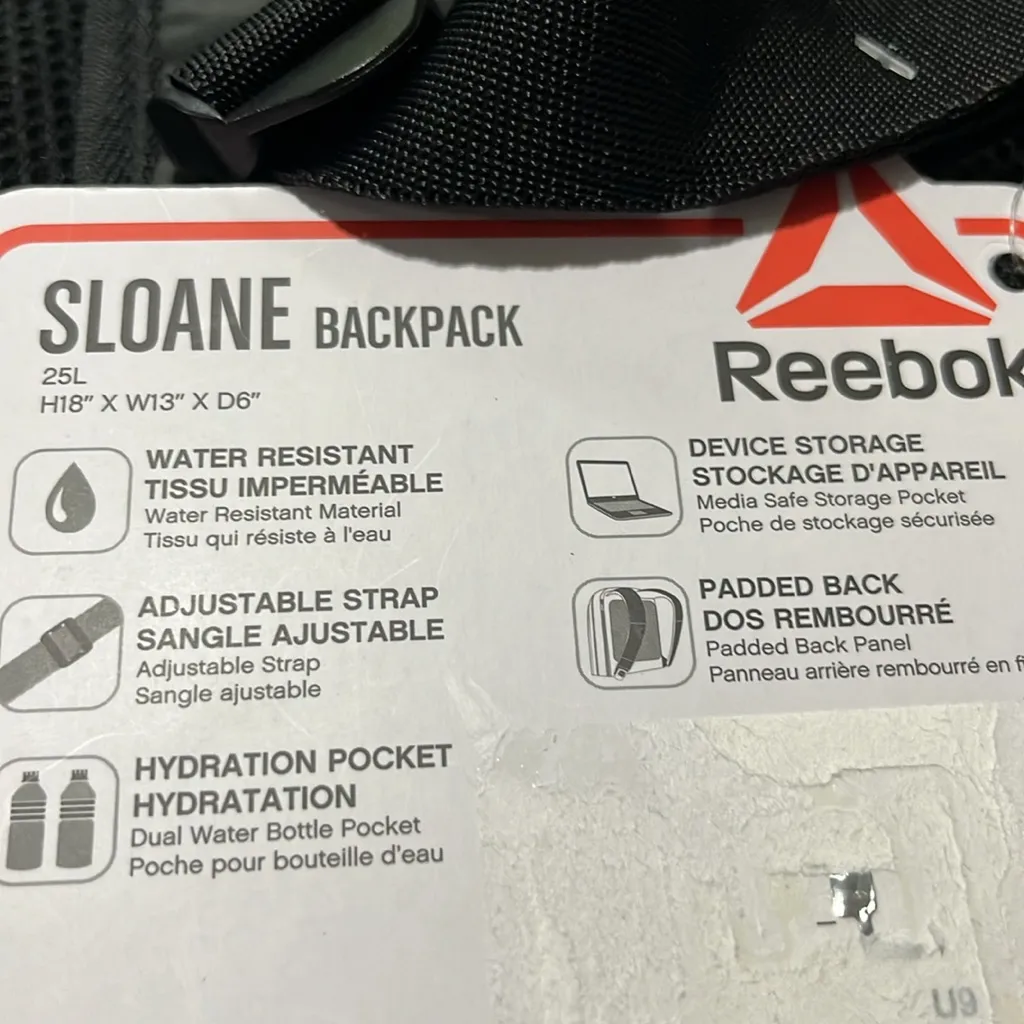 SLOANE BACKPACK
25L
H18" X W13" X D6"
Reebok
WATER RESISTANT
TISSU IMPERMÉABLE
Water Resistant Material
Tissu qui résiste à l'eau
DEVICE STORAGE
STOCKAGE D'APPAREIL
Media Safe Storage Pocket
Poche de stockage sécurisée
ADJUSTABLE STRAP
SANGLE AJUSTABLE
Adjustable Strap
Sangle ajustable
PADDED BACK
DOS REMBOURRÉ
Padded Back Panel
Panneau arrière rembourré en
HYDRATION POCKET
HYDRATATION
Dual Water Bottle Pocket
Poche pour bouteille d'eau
U9